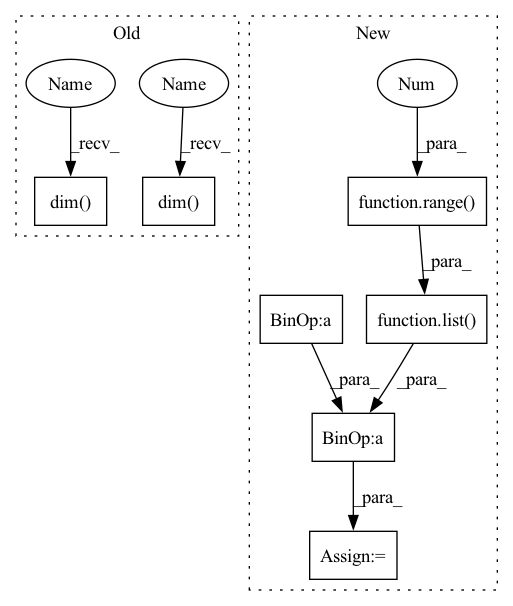 Old
New
Name
Name
Num
_recv_
_recv_
_para_
dim()
dim()
function.range()
_para_
BinOp:a
function.list()
_para_
_para_
BinOp:a
_para_
Assign:=